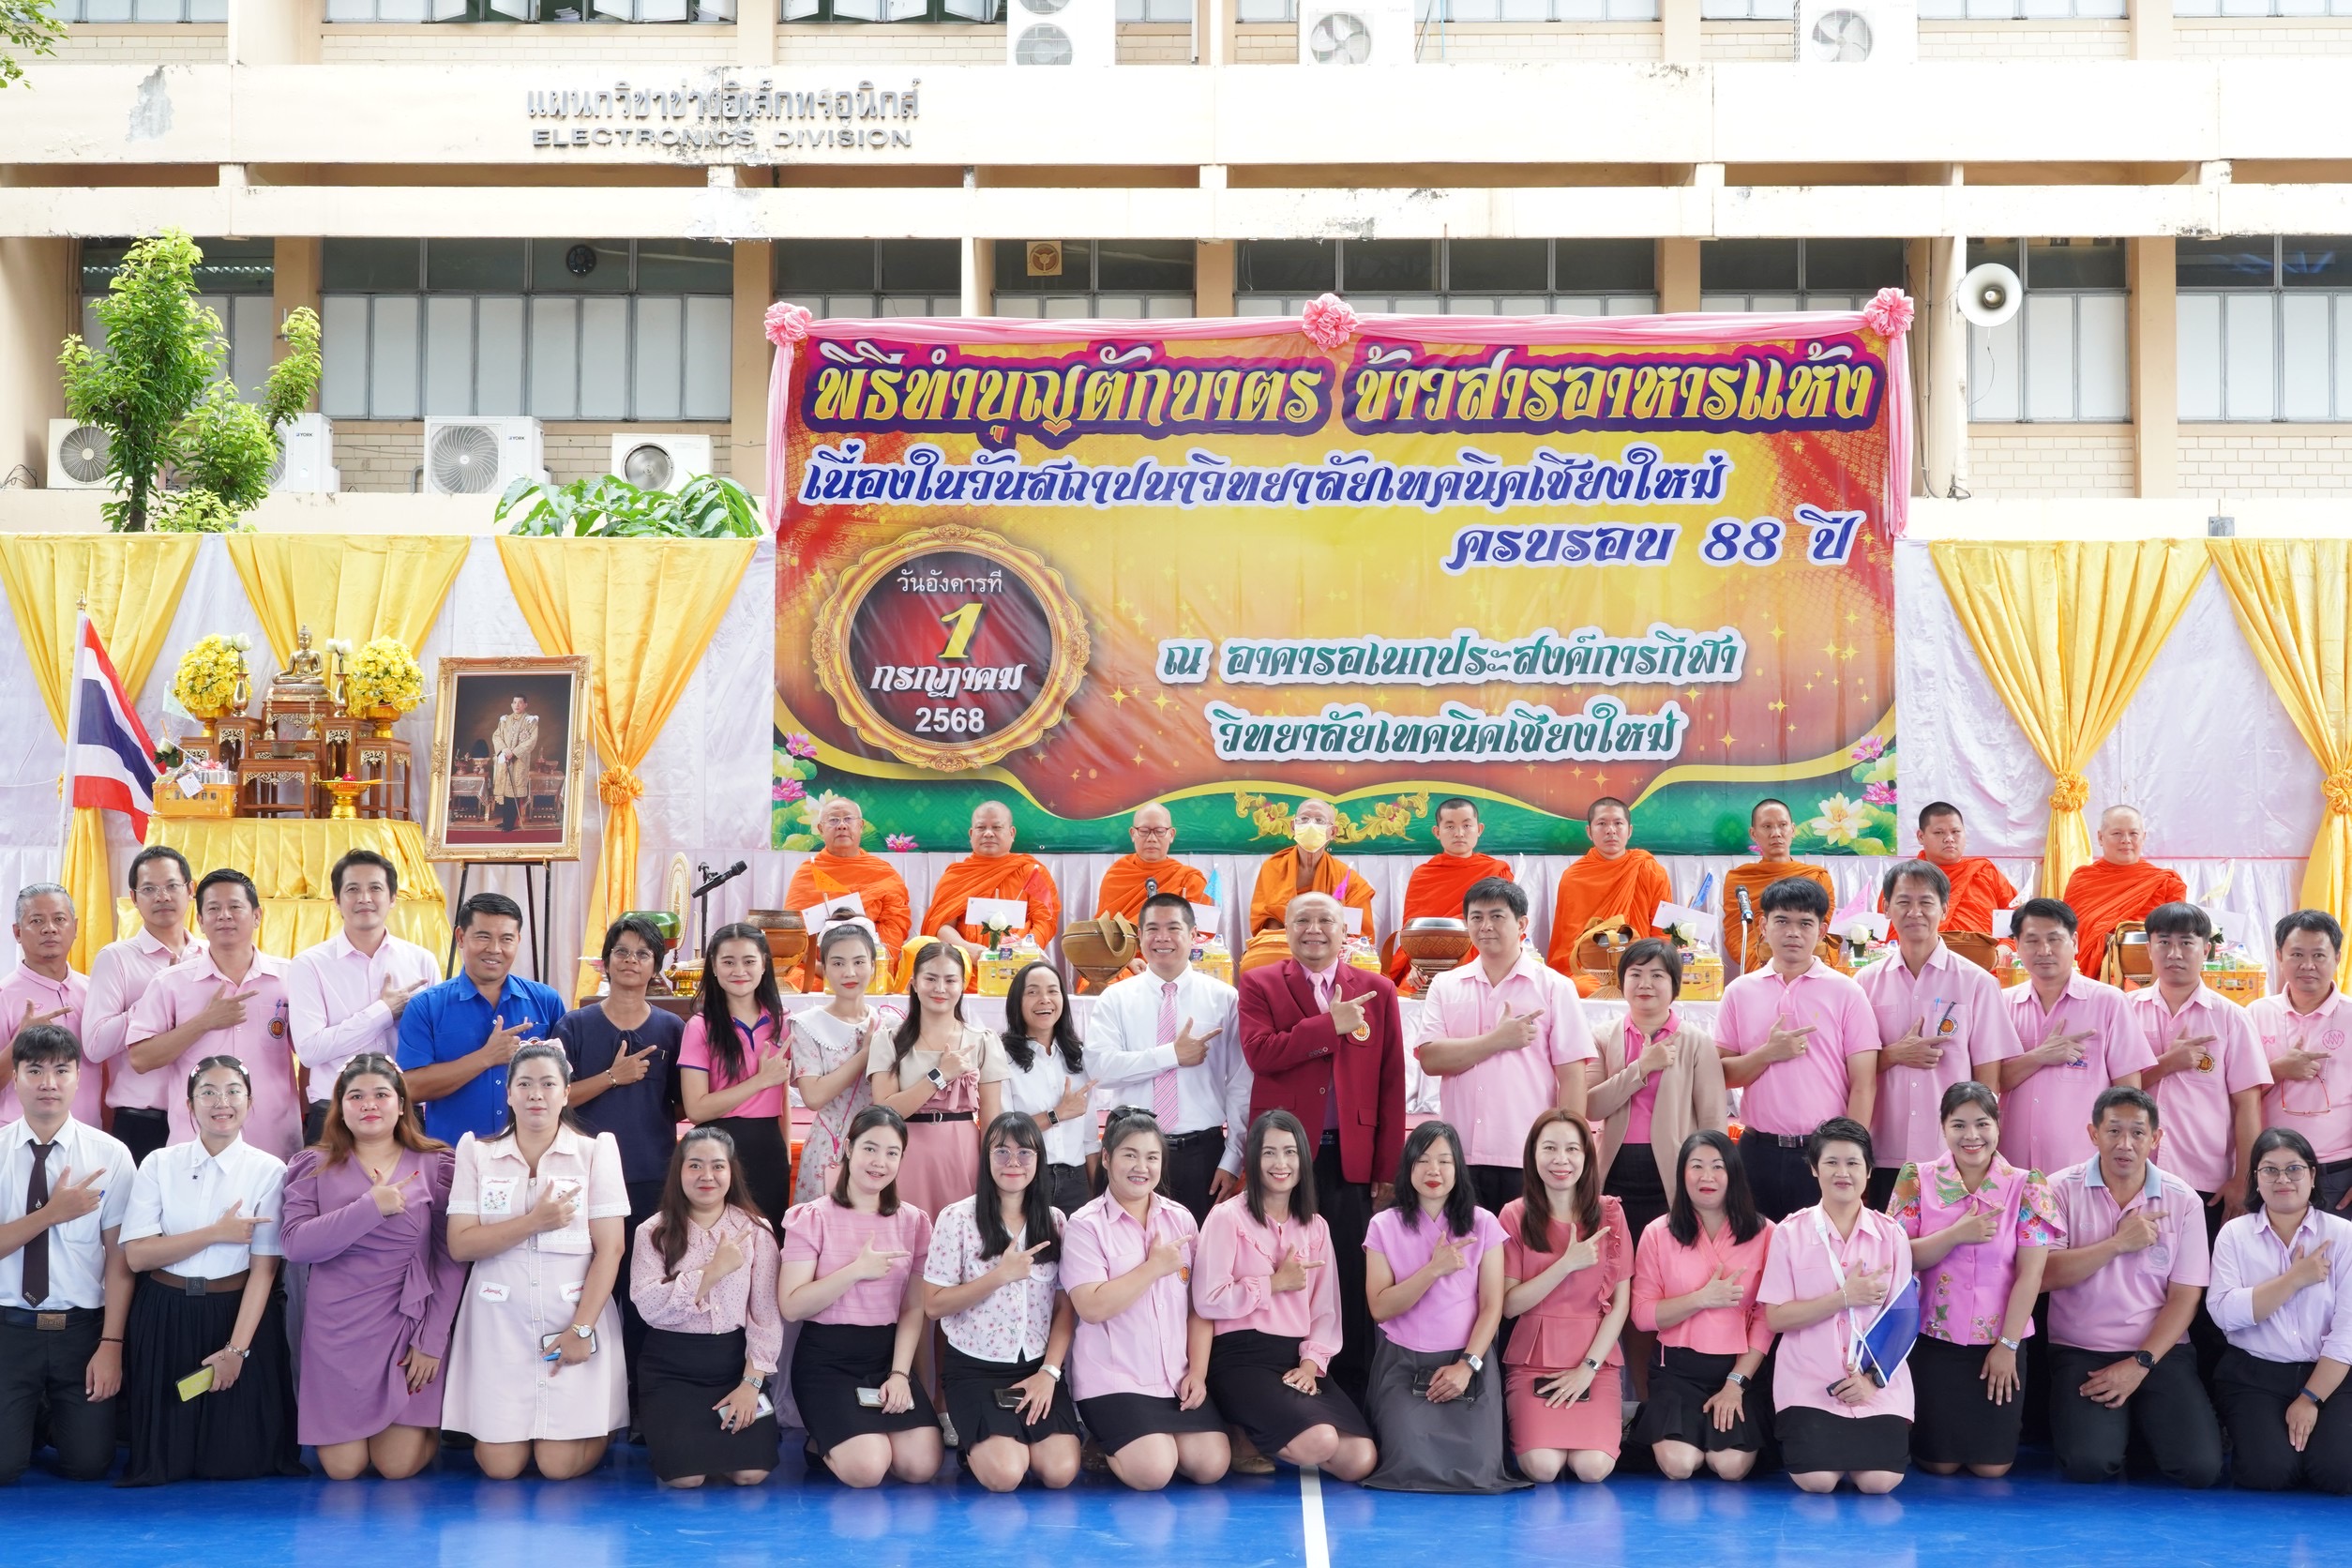 แผนกวิชาช่างอิเล็กทรอนิกส์
ELECTRONICS DIVISION
พิธีทำบุญตักบาตร ข้าวสารอาหารแห้ง
เนื่องในวันสถาปนาวิทยาลัยเทคนิคเชียงใหม่
ครบรอบ 88 ปี
วันอังคารที่
1
กรกฎาคม
2568
ณ อาคารอเนกประสงค์การกีฬา
วิทยาลัยเทคนิคเชียงใหม่
YORK
YORK